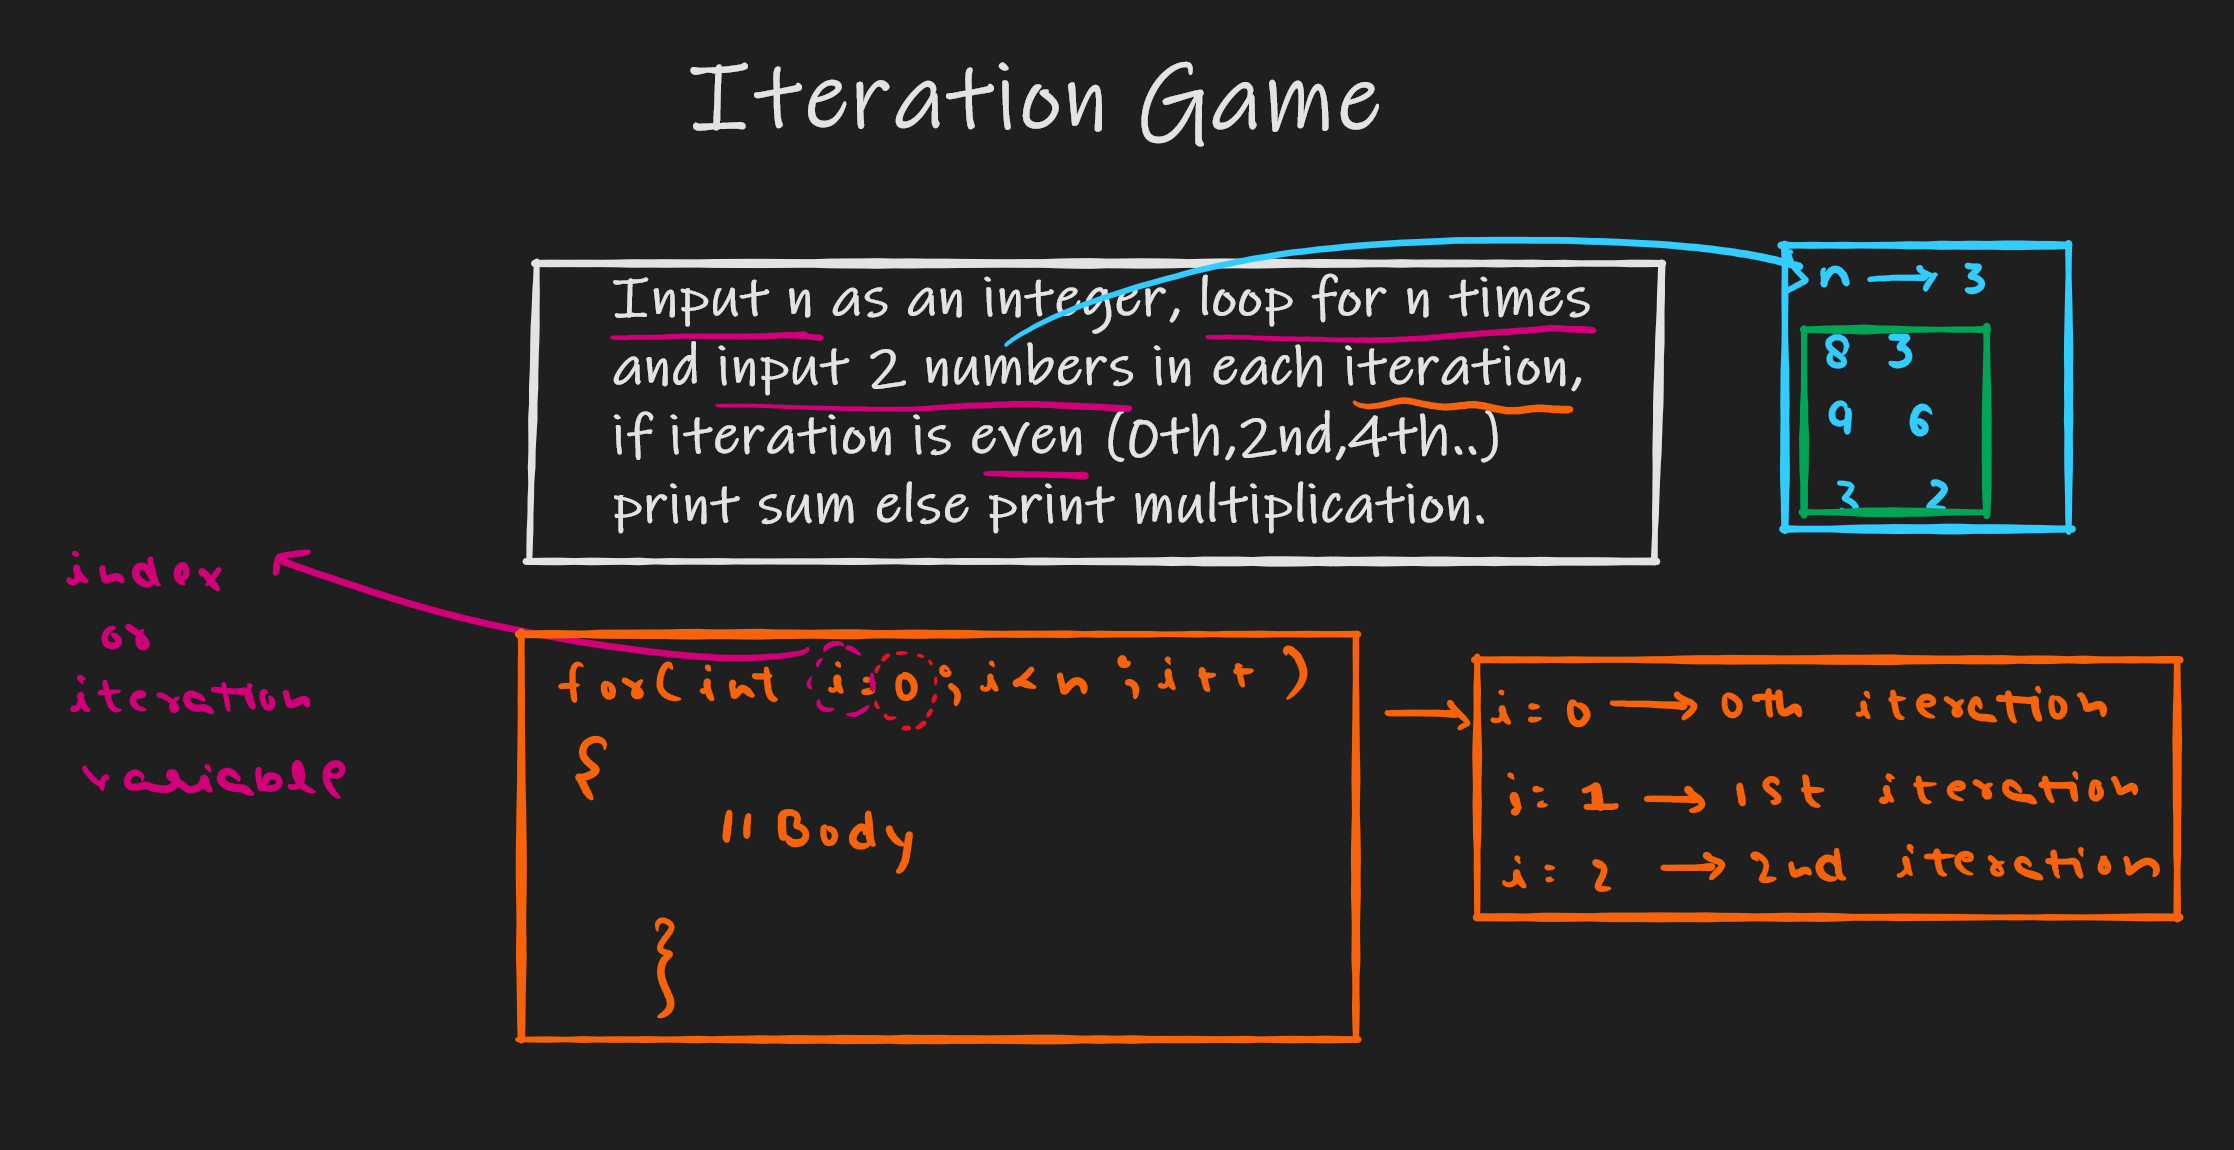 Iteration Game
Input n as an integer, loop for n times
and input 2 numbers in each iteration,
if iteration is even (0th,2nd,4th..)
print sum else print multiplication.
n → 3
8 3
9 6
3 2
index
or
iteration
variable
for(int i=0;i<n;i++)
{
//Body
}
i=0 → 0th iteration
i=1 → 1st iteration
i=2 → 2nd iteration